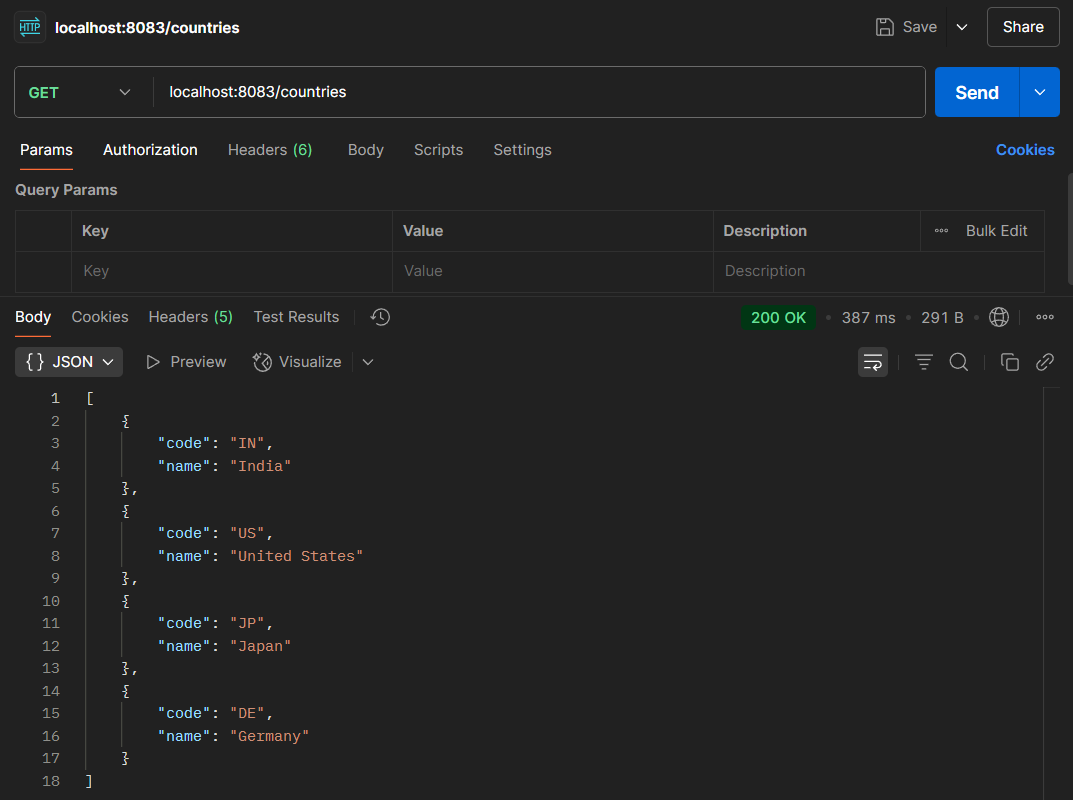 HTTP localhost:8083/countries Save Share
GET localhost:8083/countries Send
Params Authorization Headers (6) Body Scripts Settings Cookies
Query Params
Key Value Description Bulk Edit
Key Value Description
Body Cookies Headers (5) Test Results 200 OK • 387 ms • 291 B •
{} JSON Preview Visualize
1 [
2 {
3 "code": "IN",
4 "name": "India"
5 },
6 {
7 "code": "US",
8 "name": "United States"
9 },
10 {
11 "code": "JP",
12 "name": "Japan"
13 },
14 {
15 "code": "DE",
16 "name": "Germany"
17 }
18 ]